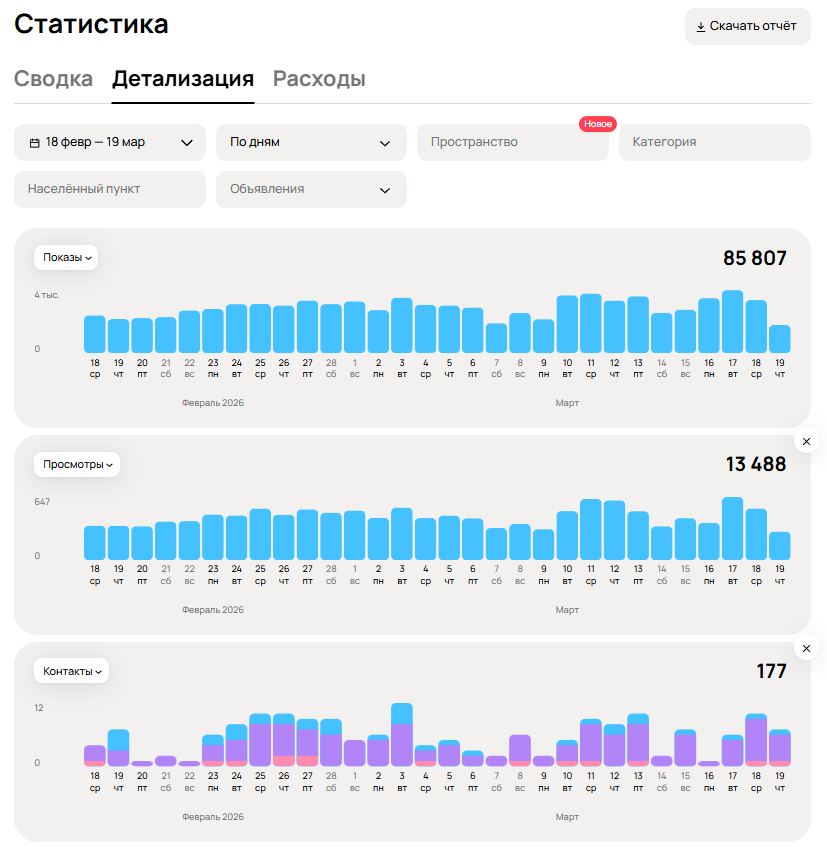 Статистика
Скачать отчёт
Сводка Детализация Расходы
18 февр — 19 мар
По дням
Пространство
Новое
Категория
Населённый пункт
Объявления
Показы
85 807
4 тыс.
0
18 19 20 21 22 23 24 25 26 27 28 1 2 3 4 5 6 7 8 9 10 11 12 13 14 15 16 17 18 19
ср чт пт сб вс пн вт ср чт пт сб вс пн вт ср чт пт сб вс пн вт ср чт пт сб вс пн вт ср чт
Февраль 2026 Март
Просмотры
13 488
647
0
18 19 20 21 22 23 24 25 26 27 28 1 2 3 4 5 6 7 8 9 10 11 12 13 14 15 16 17 18 19
ср чт пт сб вс пн вт ср чт пт сб вс пн вт ср чт пт сб вс пн вт ср чт пт сб вс пн вт ср чт
Февраль 2026 Март
Контакты
177
12
0
18 19 20 21 22 23 24 25 26 27 28 1 2 3 4 5 6 7 8 9 10 11 12 13 14 15 16 17 18 19
ср чт пт сб вс пн вт ср чт пт сб вс пн вт ср чт пт сб вс пн вт ср чт пт сб вс пн вт ср чт
Февраль 2026 Март